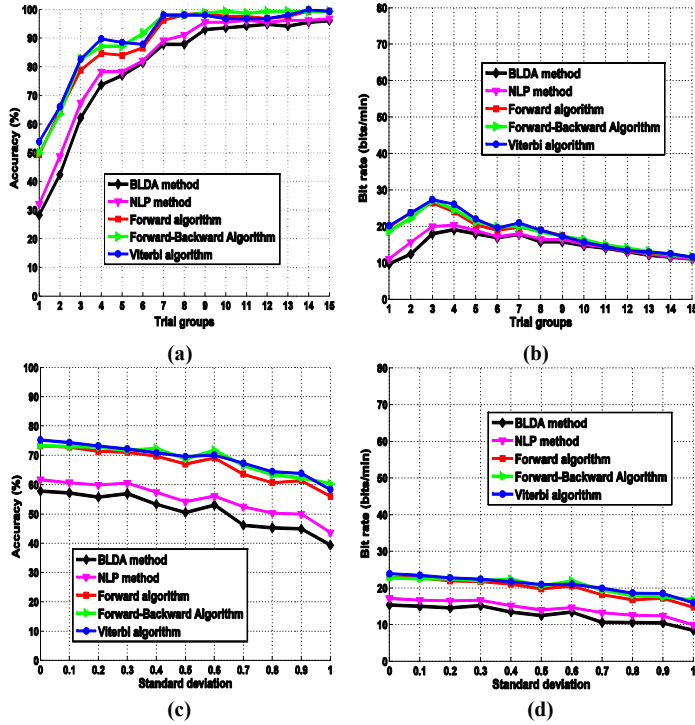 100
90
80
70
60
50
40
30
20
10
0
Accuracy (%)
BLDA method
NLP method
Forward algorithm
Forward-Backward Algorithm
Viterbi algorithm
1 2 3 4 5 6 7 8 9 10 11 12 13 14 15
Trial groups
(a)
80
70
60
50
40
30
20
10
0
Bit rate (bits/min)
BLDA method
NLP method
Forward algorithm
Forward-Backward Algorithm
Viterbi algorithm
1 2 3 4 5 6 7 8 9 10 11 12 13 14 15
Trial groups
(b)
100
90
80
70
60
50
40
30
20
10
0
Accuracy (%)
BLDA method
NLP method
Forward algorithm
Forward-Backward Algorithm
Viterbi algorithm
0 0.1 0.2 0.3 0.4 0.5 0.6 0.7 0.8 0.9 1
Standard deviation
(c)
80
70
60
50
40
30
20
10
0
Bit rate (bits/min)
BLDA method
NLP method
Forward algorithm
Forward-Backward Algorithm
Viterbi algorithm
0 0.1 0.2 0.3 0.4 0.5 0.6 0.7 0.8 0.9 1
Standard deviation
(d)